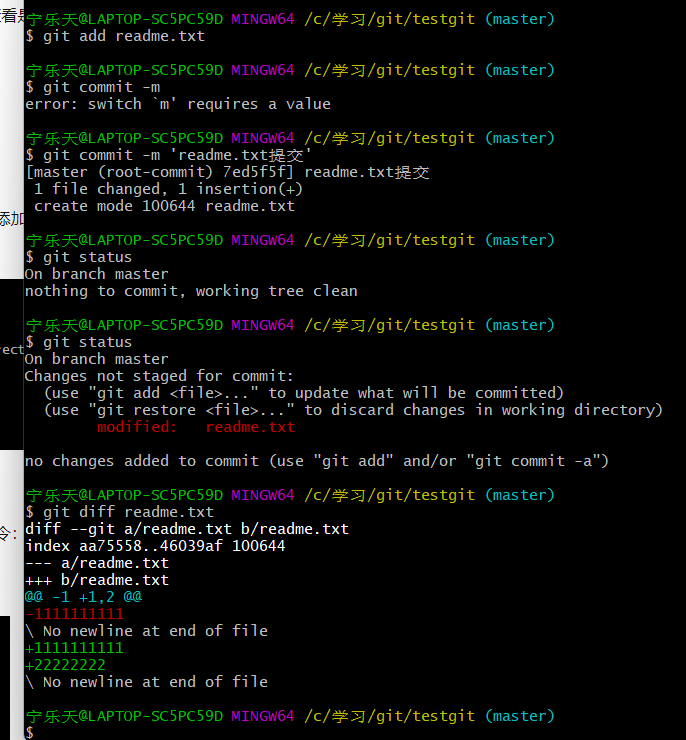 宁乐天@LAPTOP-SC5PC59D MINGW64 /c/学习/git/testgit (master)
$ git add readme.txt
宁乐天@LAPTOP-SC5PC59D MINGW64 /c/学习/git/testgit (master)
$ git commit -m
error: switch `m' requires a value
宁乐天@LAPTOP-SC5PC59D MINGW64 /c/学习/git/testgit (master)
$ git commit -m 'readme.txt提交'
[master (root-commit) 7ed5f5f] readme.txt提交
 1 file changed, 1 insertion(+)
 create mode 100644 readme.txt
添加
宁乐天@LAPTOP-SC5PC59D MINGW64 /c/学习/git/testgit (master)
$ git status
On branch master
nothing to commit, working tree clean
宁乐天@LAPTOP-SC5PC59D MINGW64 /c/学习/git/testgit (master)
$ git status
rect
On branch master
Changes not staged for commit:
  (use "git add <file>..." to update what will be committed)
  (use "git restore <file>..." to discard changes in working directory)
        modified:   readme.txt
no changes added to commit (use "git add" and/or "git commit -a")
宁乐天@LAPTOP-SC5PC59D MINGW64 /c/学习/git/testgit (master)
$ git diff readme.txt
diff --git a/readme.txt b/readme.txt
令:
index aa75558..46039af 100644
--- a/readme.txt
+++ b/readme.txt
@@ -1 +1,2 @@
-1111111111
\ No newline at end of file
+1111111111
+22222222
\ No newline at end of file
宁乐天@LAPTOP-SC5PC59D MINGW64 /c/学习/git/testgit (master)
$